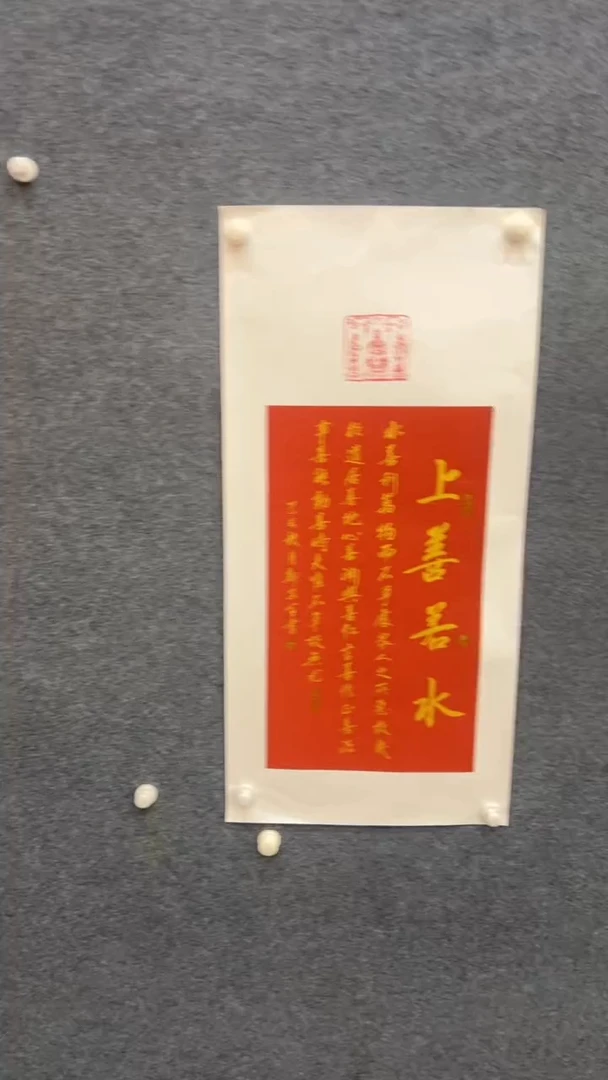 上善若水
水善利萬物而不爭處眾人之所惡故幾
於道居善地心善淵與善仁言善信正善治
事善能動善時夫唯不爭故無尤